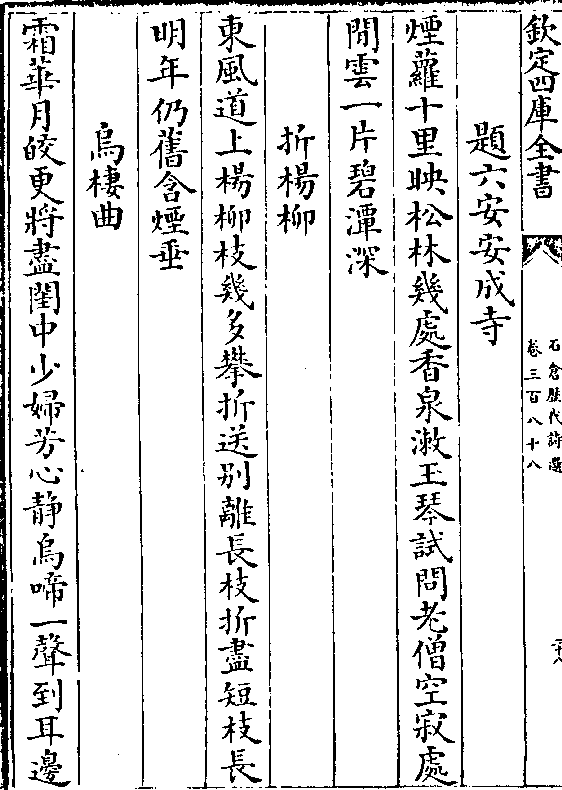 欽定四庫全書
石倉歷代詩選
卷三百八十八
題六安安成寺
煙蘿十里映松林幾處香泉漱玉琴試問老僧空寂處
閒雲一片碧潭深
折楊柳
東風道上楊柳枝幾多攀折送別離長枝折盡短枝長
明年仍舊含煙垂
烏棲曲
霜華月皎更將盡閨中少婦芳心静烏啼一聲到耳邊